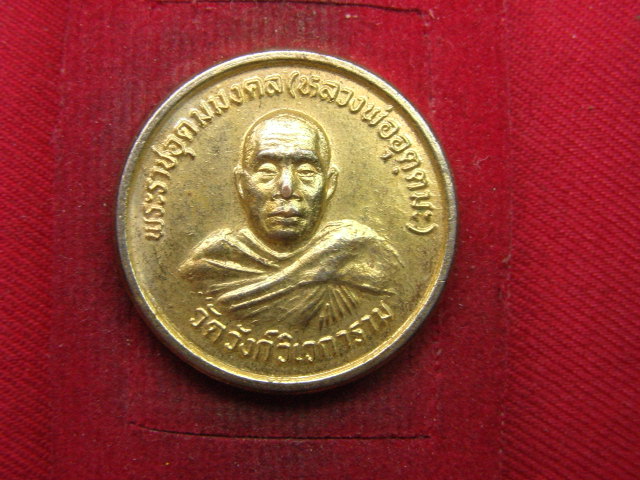 พระราชอุดมมงคล (หลวงพ่ออุตฺตมะ)
วัดวังก์วิเวการาม